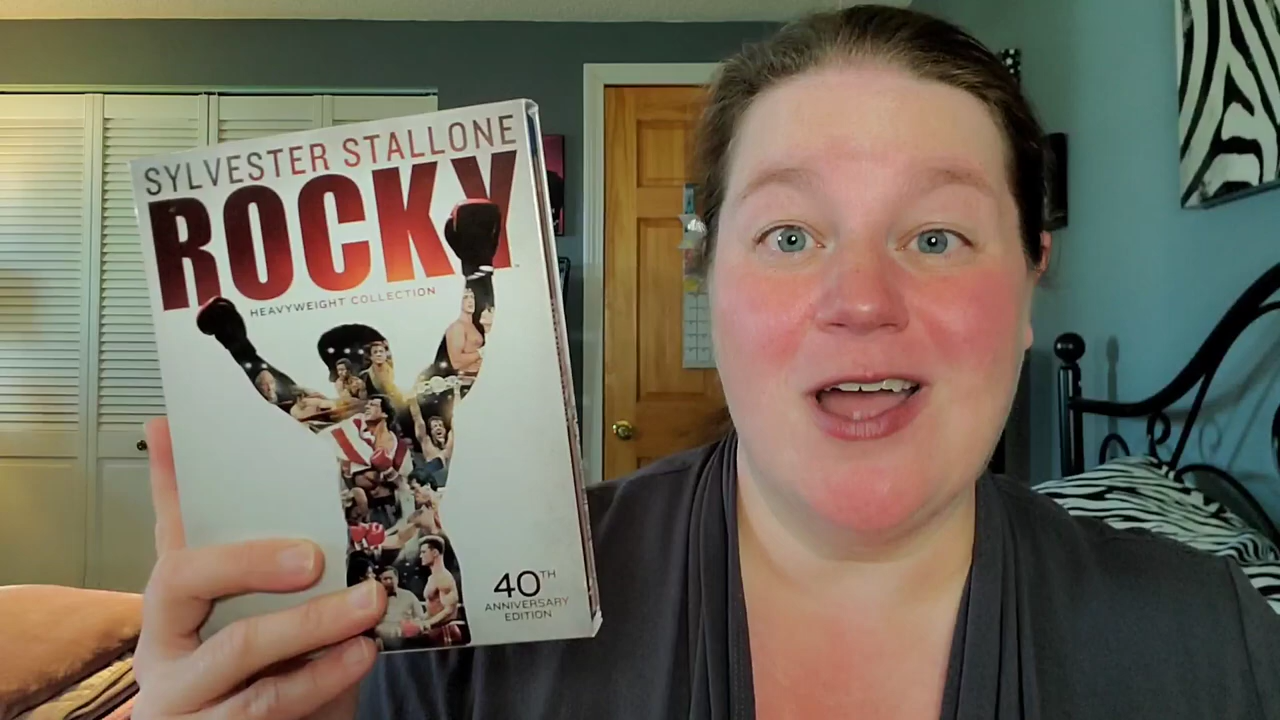 SYLVESTER STALLONE
ROCKY
HEAVYWEIGHT COLLECTION
40TH
ANNIVERSARY
EDITION